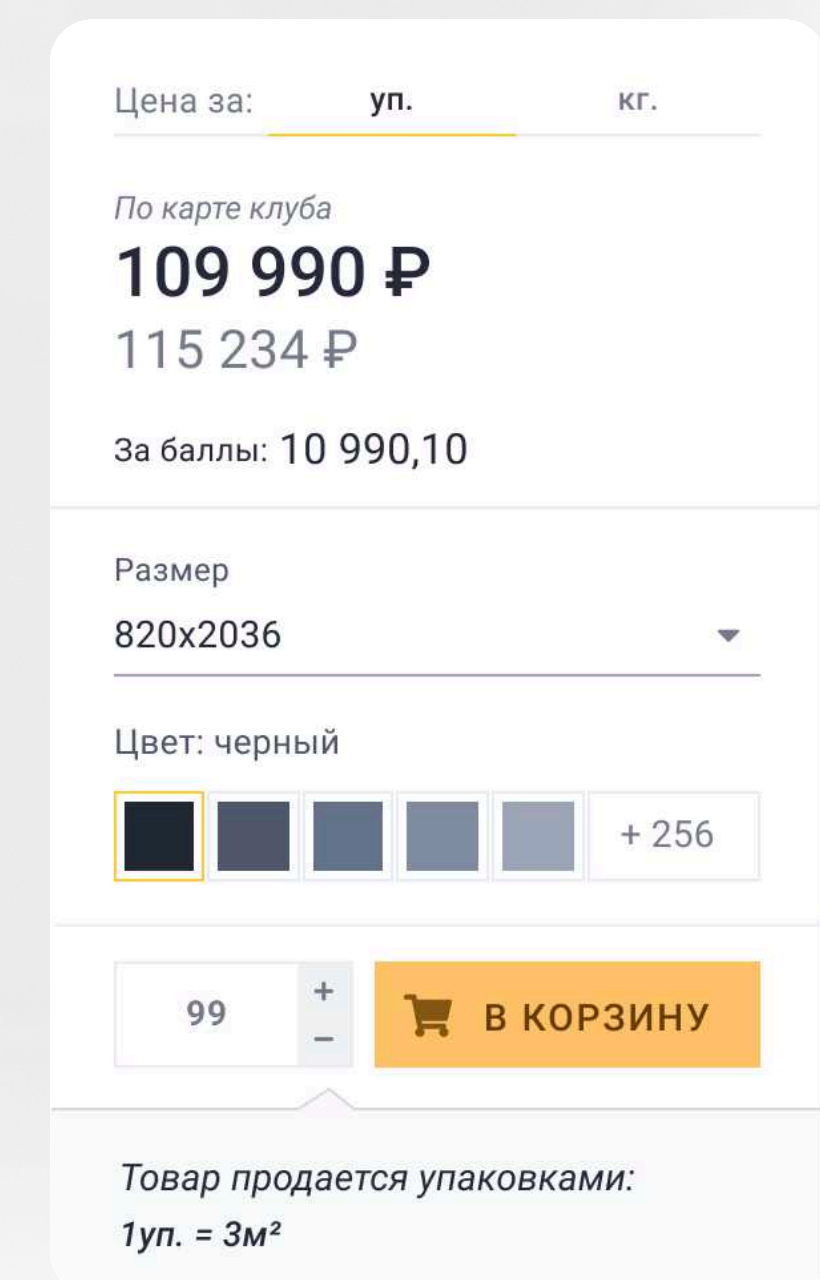 Цена за: уп. кг.
По карте клуба
109 990 ₽
115 234 ₽
За баллы: 10 990,10
Размер
820x2036
Цвет: черный
+ 256
99 + −
В КОРЗИНУ
Товар продается упаковками:
1уп. = 3м²